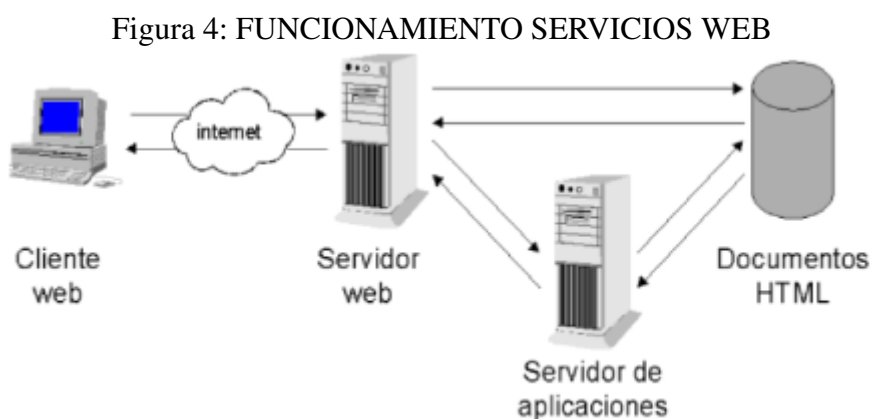 Figura 4: FUNCIONAMIENTO SERVICIOS WEB
internet
Cliente
web
Servidor
web
Documentos
HTML
Servidor de
aplicaciones